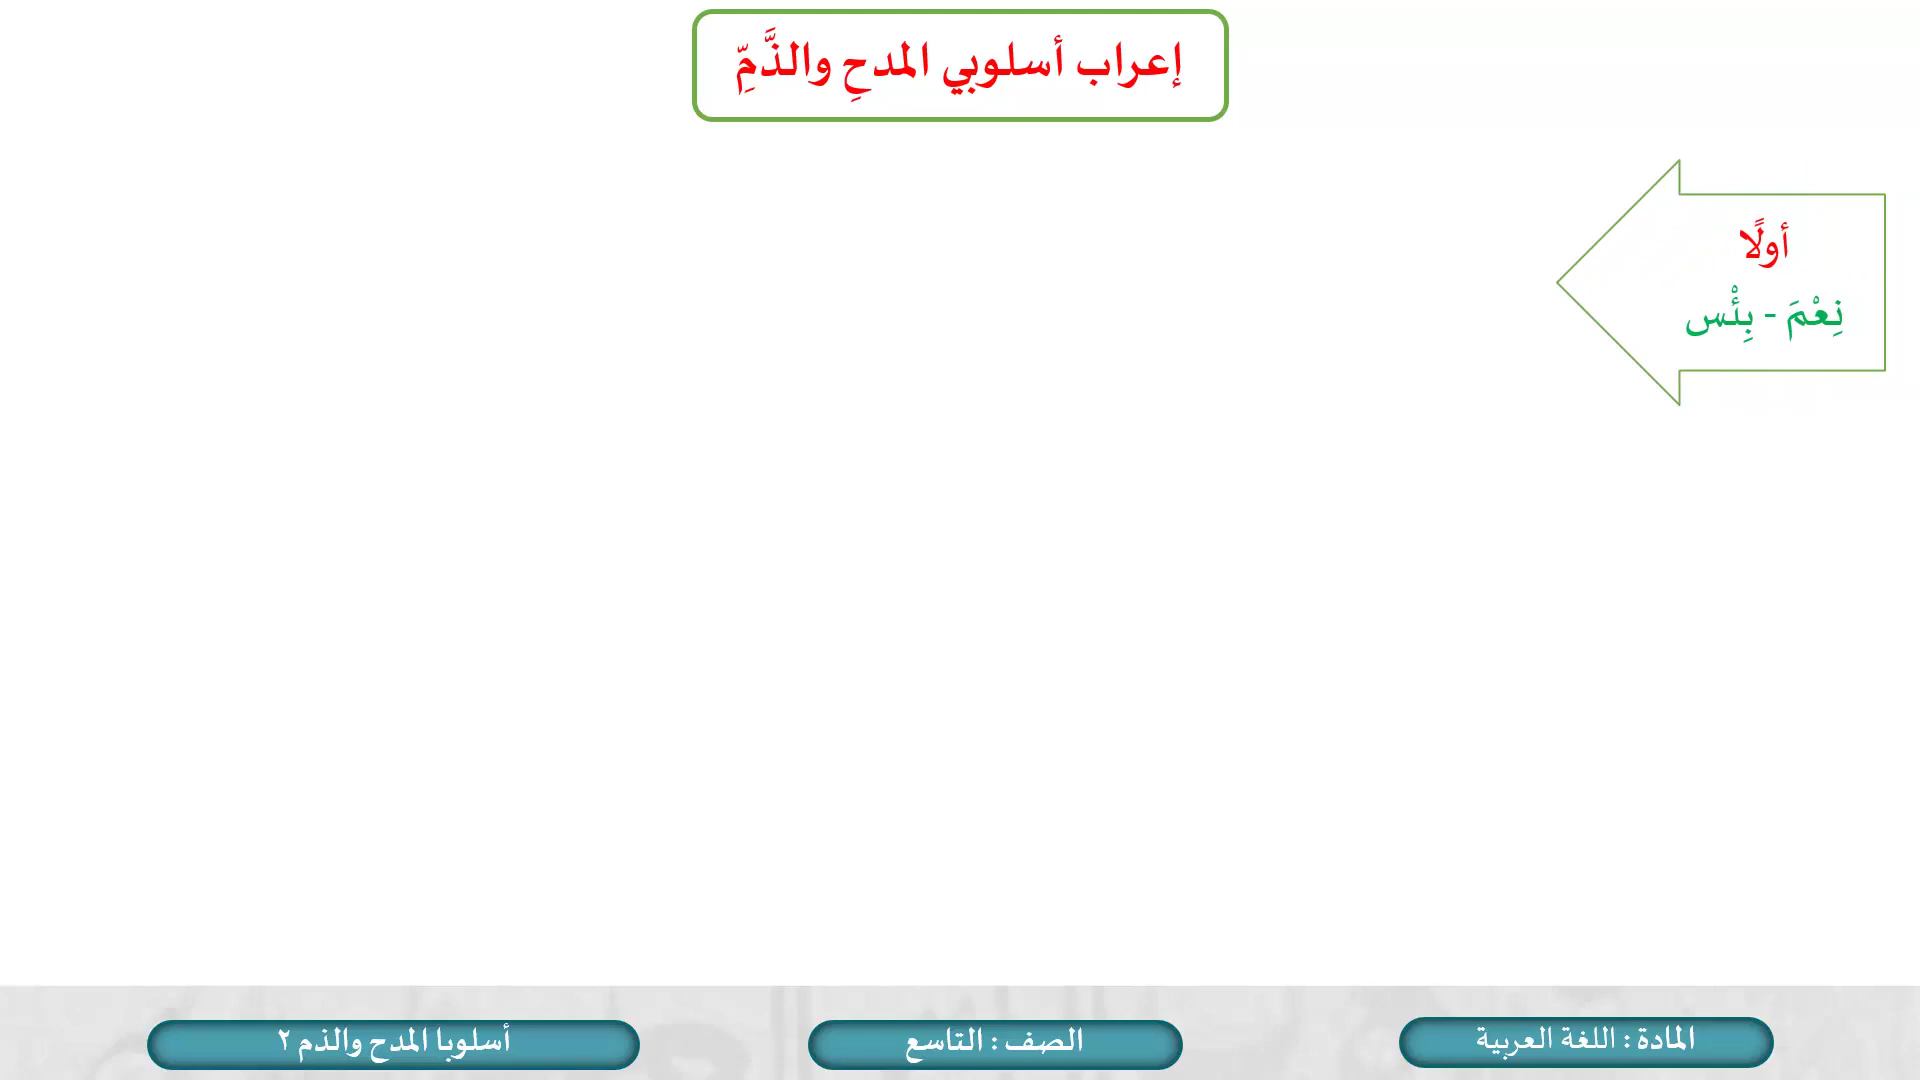 إعراب أسلوبي المدحِ والذَّمِّ
أولًا
نِعْمَ - بِئْس
المادة : اللغة العربية
الصف : التاسع
أسلوبا المدح والذم ٢